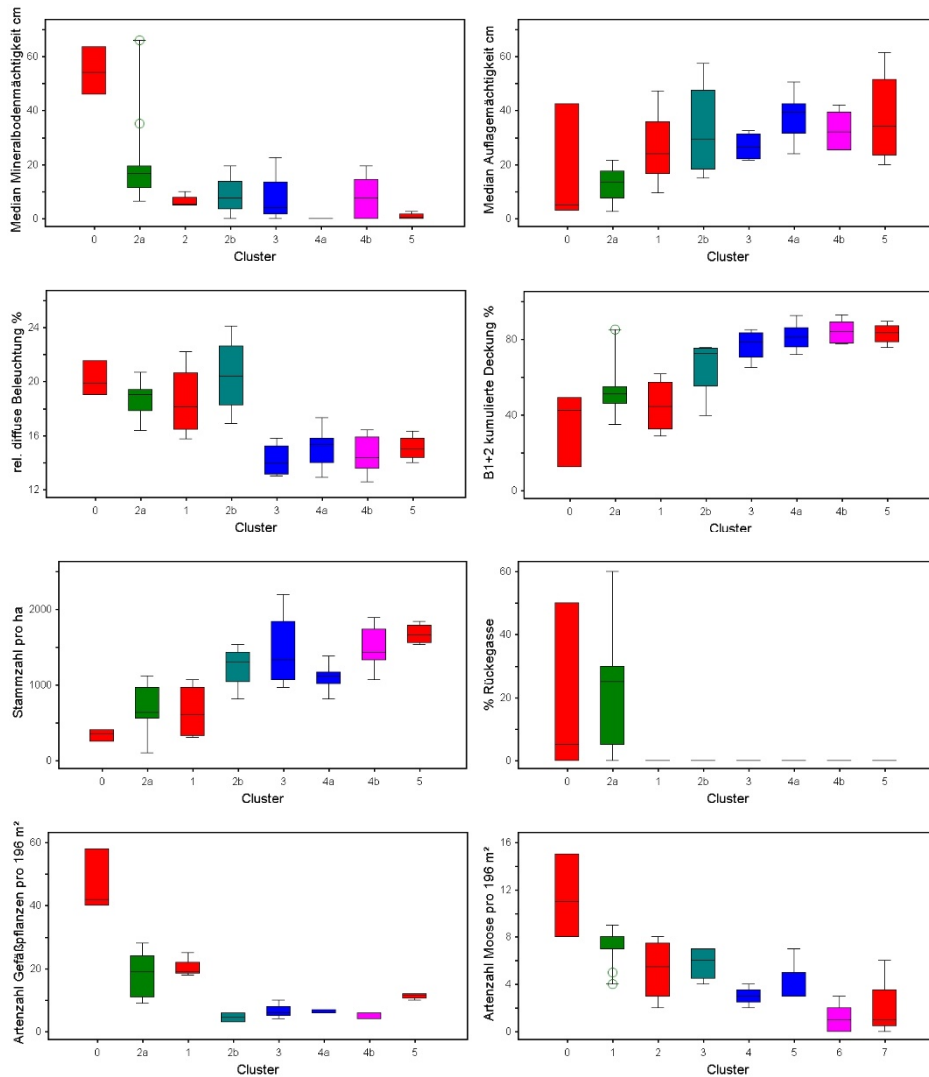 Median Mineralbodenmächtigkeit cm
60
40
20
0
0 2a 2 2b 3 4a 4b 5
Cluster
Median Auflagemächtigkeit cm
60
40
20
0
0 2a 1 2b 3 4a 4b 5
Cluster
rel. diffuse Beleuchtung %
24
20
16
12
0 2a 1 2b 3 4a 4b 5
Cluster
B1+2 kumulierte Deckung %
80
40
0
0 2a 1 2b 3 4a 4b 5
Cluster
Stammzahl pro ha
2000
1000
0
0 2a 1 2b 3 4a 4b 5
Cluster
% Rückegasse
60
40
20
0
0 2a 1 2b 3 4a 4b 5
Cluster
Artenzahl Gefäßpflanzen pro 196 m²
60
40
20
0
0 2a 1 2b 3 4a 4b 5
Cluster
Artenzahl Moose pro 196 m²
16
12
8
4
0
0 1 2 3 4 5 6 7
Cluster